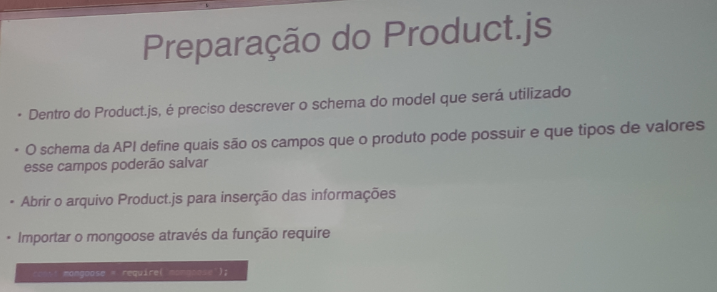 Preparação do Product.js
• Dentro do Product.js, é preciso descrever o schema do model que será utilizado
• O schema da API define quais são os campos que o produto pode possuir e que tipos de valores
esse campos poderão salvar
• Abrir o arquivo Product.js para inserção das informações
• Importar o mongoose através da função require
const mongoose = require('mongoose');